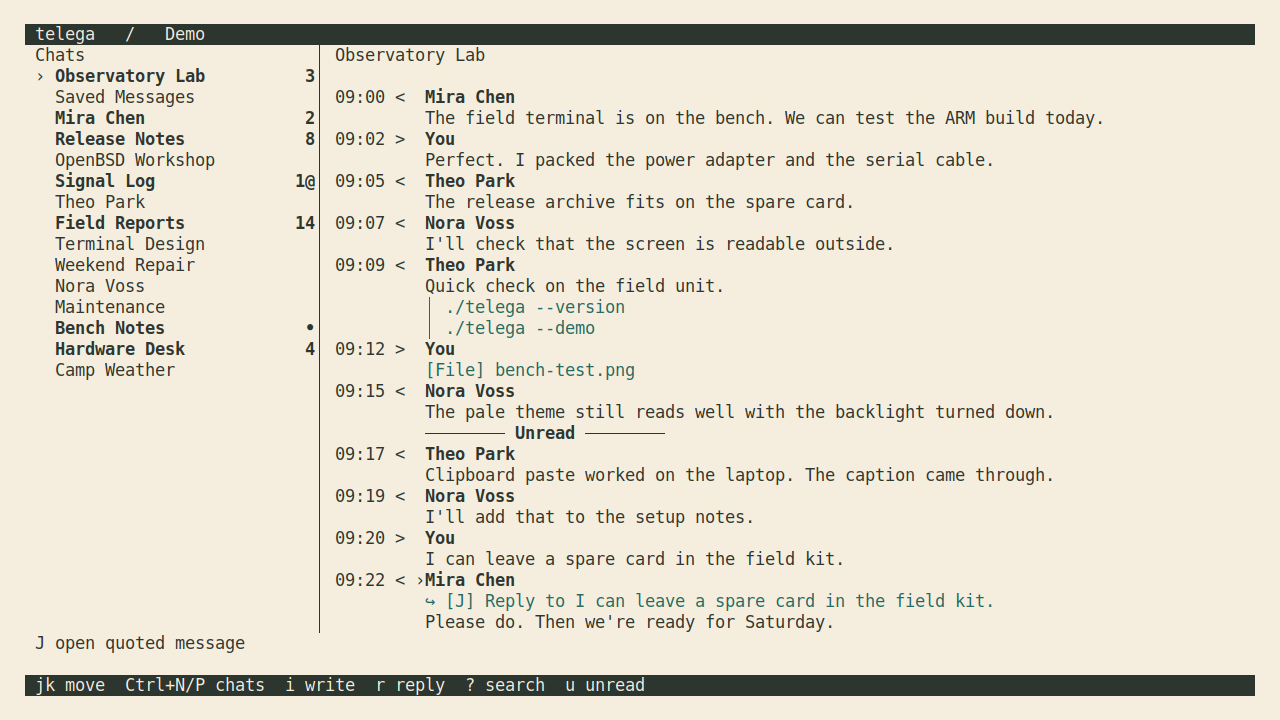 telega / Demo
Chats
› Observatory Lab 3
Saved Messages
Mira Chen 2
Release Notes 8
OpenBSD Workshop
Signal Log 1@
Theo Park
Field Reports 14
Terminal Design
Weekend Repair
Nora Voss
Maintenance
Bench Notes •
Hardware Desk 4
Camp Weather
Observatory Lab
09:00 < Mira Chen
The field terminal is on the bench. We can test the ARM build today.
09:02 > You
Perfect. I packed the power adapter and the serial cable.
09:05 < Theo Park
The release archive fits on the spare card.
09:07 < Nora Voss
I'll check that the screen is readable outside.
09:09 < Theo Park
Quick check on the field unit.
./telega --version
./telega --demo
09:12 > You
[File] bench-test.png
09:15 < Nora Voss
The pale theme still reads well with the backlight turned down.
Unread
09:17 < Theo Park
Clipboard paste worked on the laptop. The caption came through.
09:19 < Nora Voss
I'll add that to the setup notes.
09:20 > You
I can leave a spare card in the field kit.
09:22 < ›Mira Chen
↪ [J] Reply to I can leave a spare card in the field kit.
Please do. Then we're ready for Saturday.
J open quoted message
jk move Ctrl+N/P chats i write r reply ? search u unread